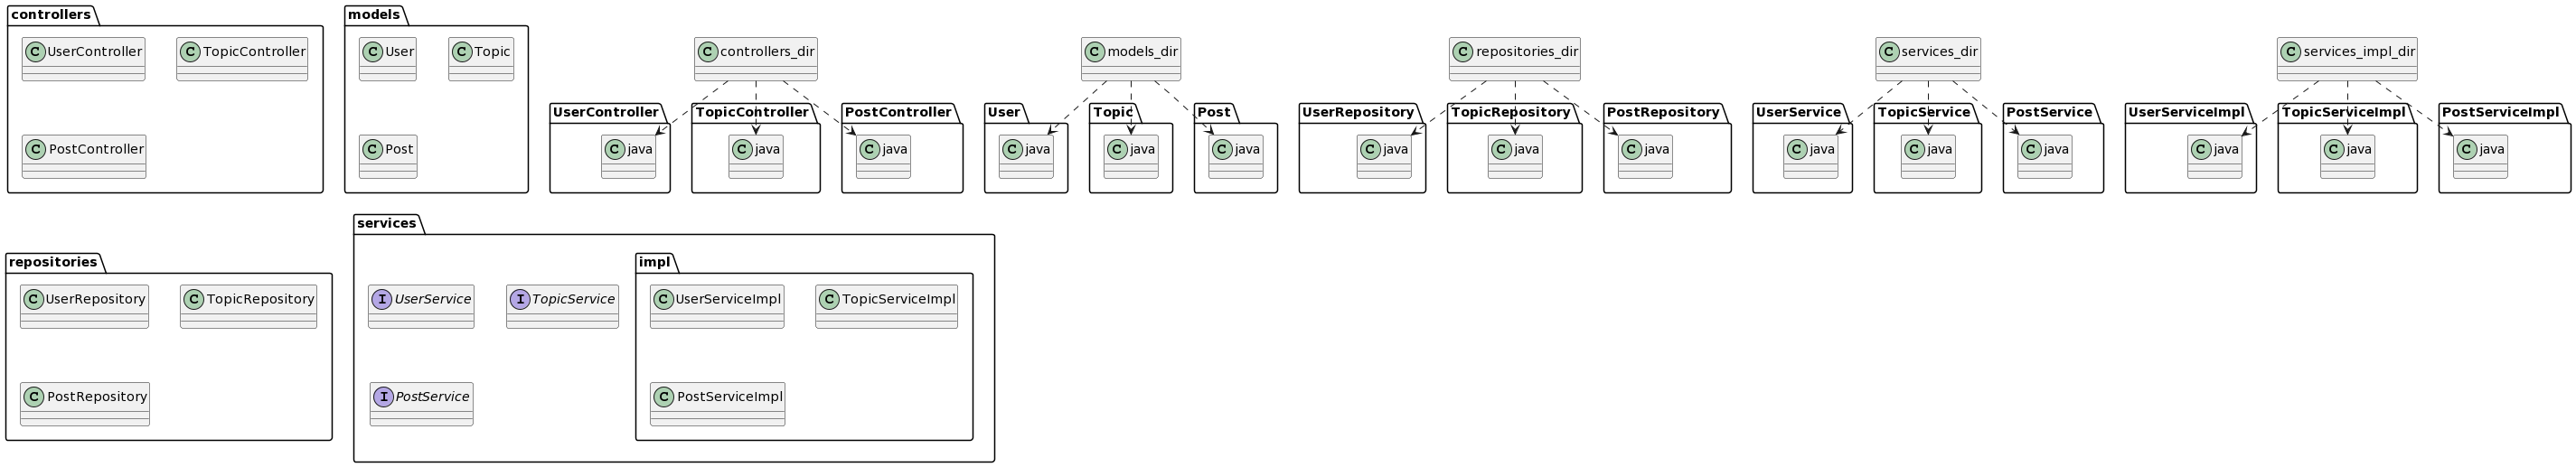 controllers
C UserController
C TopicController
C PostController
models
C User
C Topic
C Post
C controllers_dir
UserController
C java
TopicController
C java
PostController
C java
C models_dir
User
C java
Topic
C java
Post
C java
C repositories_dir
UserRepository
C java
TopicRepository
C java
PostRepository
C java
C services_dir
UserService
C java
TopicService
C java
PostService
C java
C services_impl_dir
UserServiceImpl
C java
TopicServiceImpl
C java
PostServiceImpl
C java
repositories
C UserRepository
C TopicRepository
C PostRepository
services
I UserService
I TopicService
I PostService
impl
C UserServiceImpl
C TopicServiceImpl
C PostServiceImpl